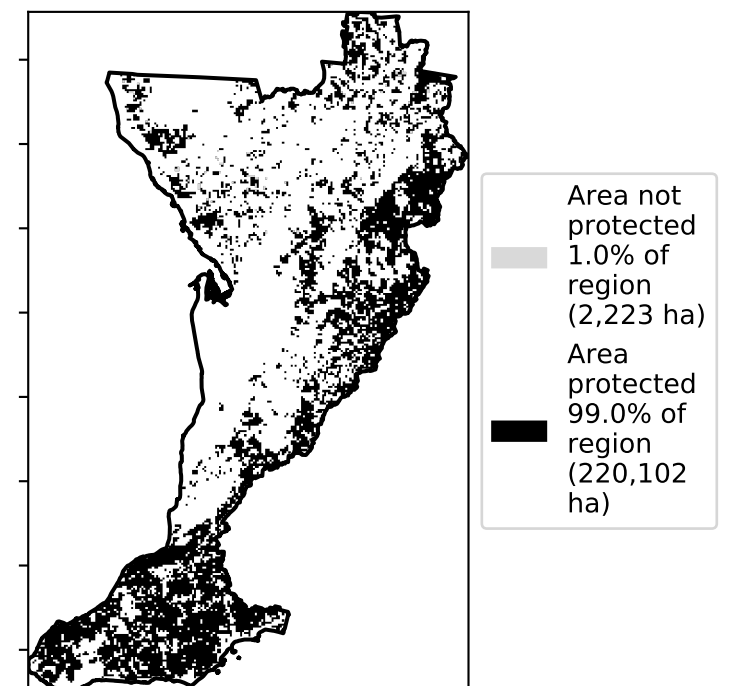 Area not
protected
1.0% of
region
(2,223 ha)
Area
protected
99.0% of
region
(220,102
ha)